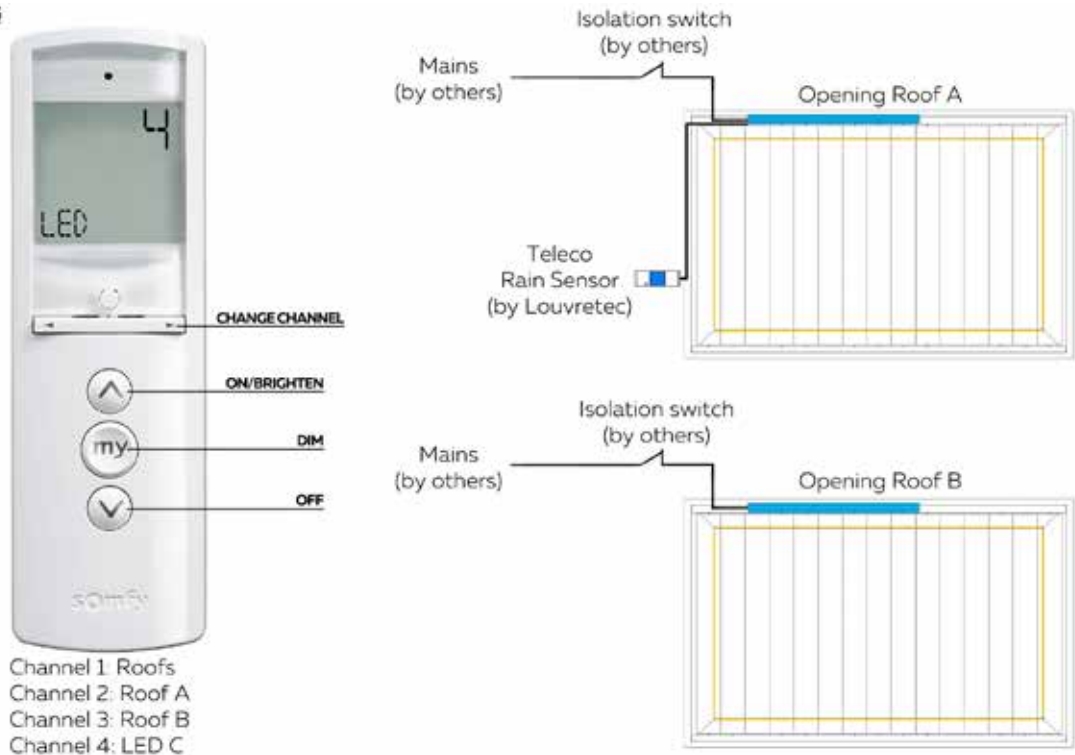 4
LED
CHANGE CHANNEL
ON/BRIGHTEN
my
DIM
OFF
somfy
Channel 1: Roofs
Channel 2: Roof A
Channel 3: Roof B
Channel 4: LED C
Isolation switch
(by others)
Mains
(by others)
Opening Roof A
Teleco
Rain Sensor
(by Louvretec)
Isolation switch
(by others)
Mains
(by others)
Opening Roof B